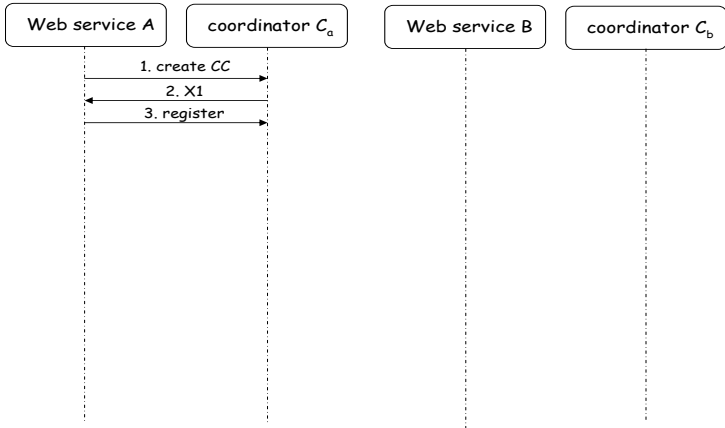 Web service A
coordinator Ca
Web service B
coordinator Cb
1. create CC
2. X1
3. register